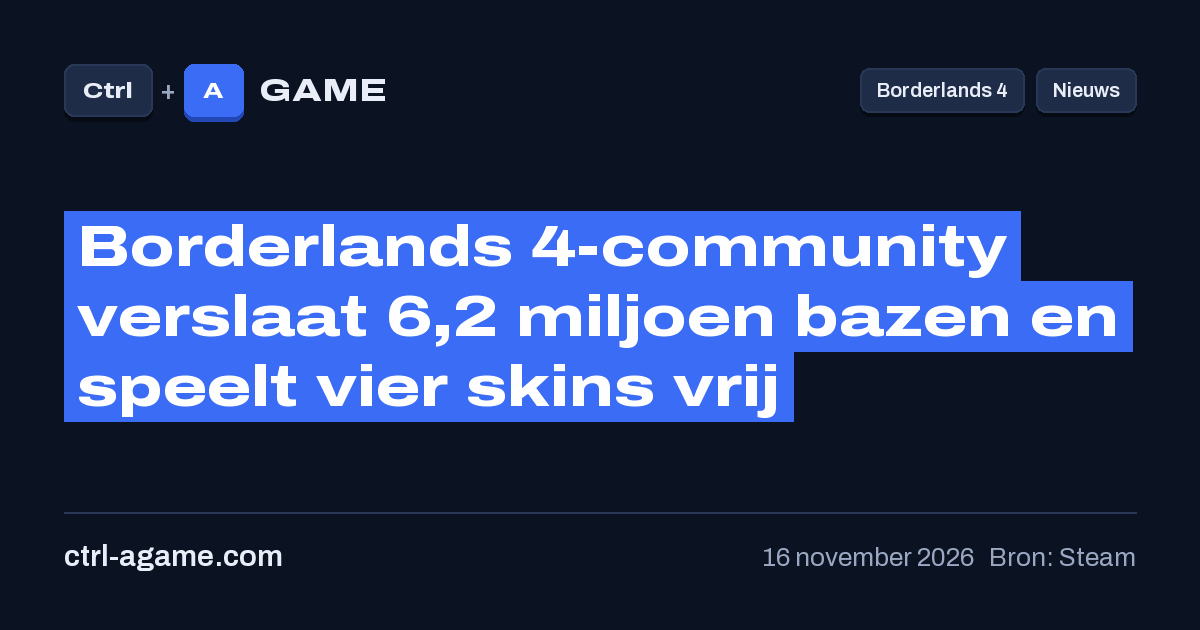 Ctrl + A GAME
Borderlands 4 Nieuws
Borderlands 4-community
verslaat 6,2 miljoen bazen en
speelt vier skins vrij
ctrl-agame.com
16 november 2026 Bron: Steam